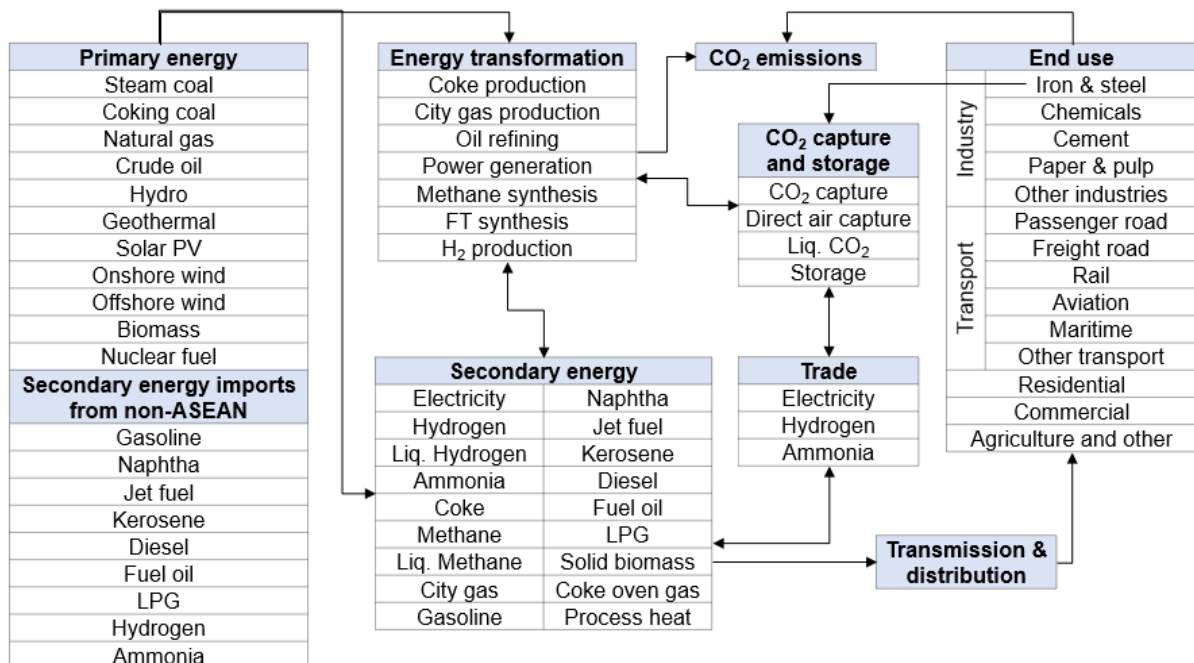 Primary energy
Steam coal
Coking coal
Natural gas
Crude oil
Hydro
Geothermal
Solar PV
Onshore wind
Offshore wind
Biomass
Nuclear fuel
Secondary energy imports
from non-ASEAN
Gasoline
Naphtha
Jet fuel
Kerosene
Diesel
Fuel oil
LPG
Hydrogen
Ammonia
Energy transformation
Coke production
City gas production
Oil refining
Power generation
Methane synthesis
FT synthesis
H₂ production
Secondary energy
Electricity
Hydrogen
Liq. Hydrogen
Ammonia
Coke
Methane
Liq. Methane
City gas
Gasoline
Naphtha
Jet fuel
Kerosene
Diesel
Fuel oil
LPG
Solid biomass
Coke oven gas
Process heat
CO₂ emissions
CO₂ capture
and storage
CO₂ capture
Direct air capture
Liq. CO₂
Storage
Trade
Electricity
Hydrogen
Ammonia
Transmission &
distribution
End use
Industry
Iron & steel
Chemicals
Cement
Paper & pulp
Other industries
Transport
Passenger road
Freight road
Rail
Aviation
Maritime
Other transport
Residential
Commercial
Agriculture and other